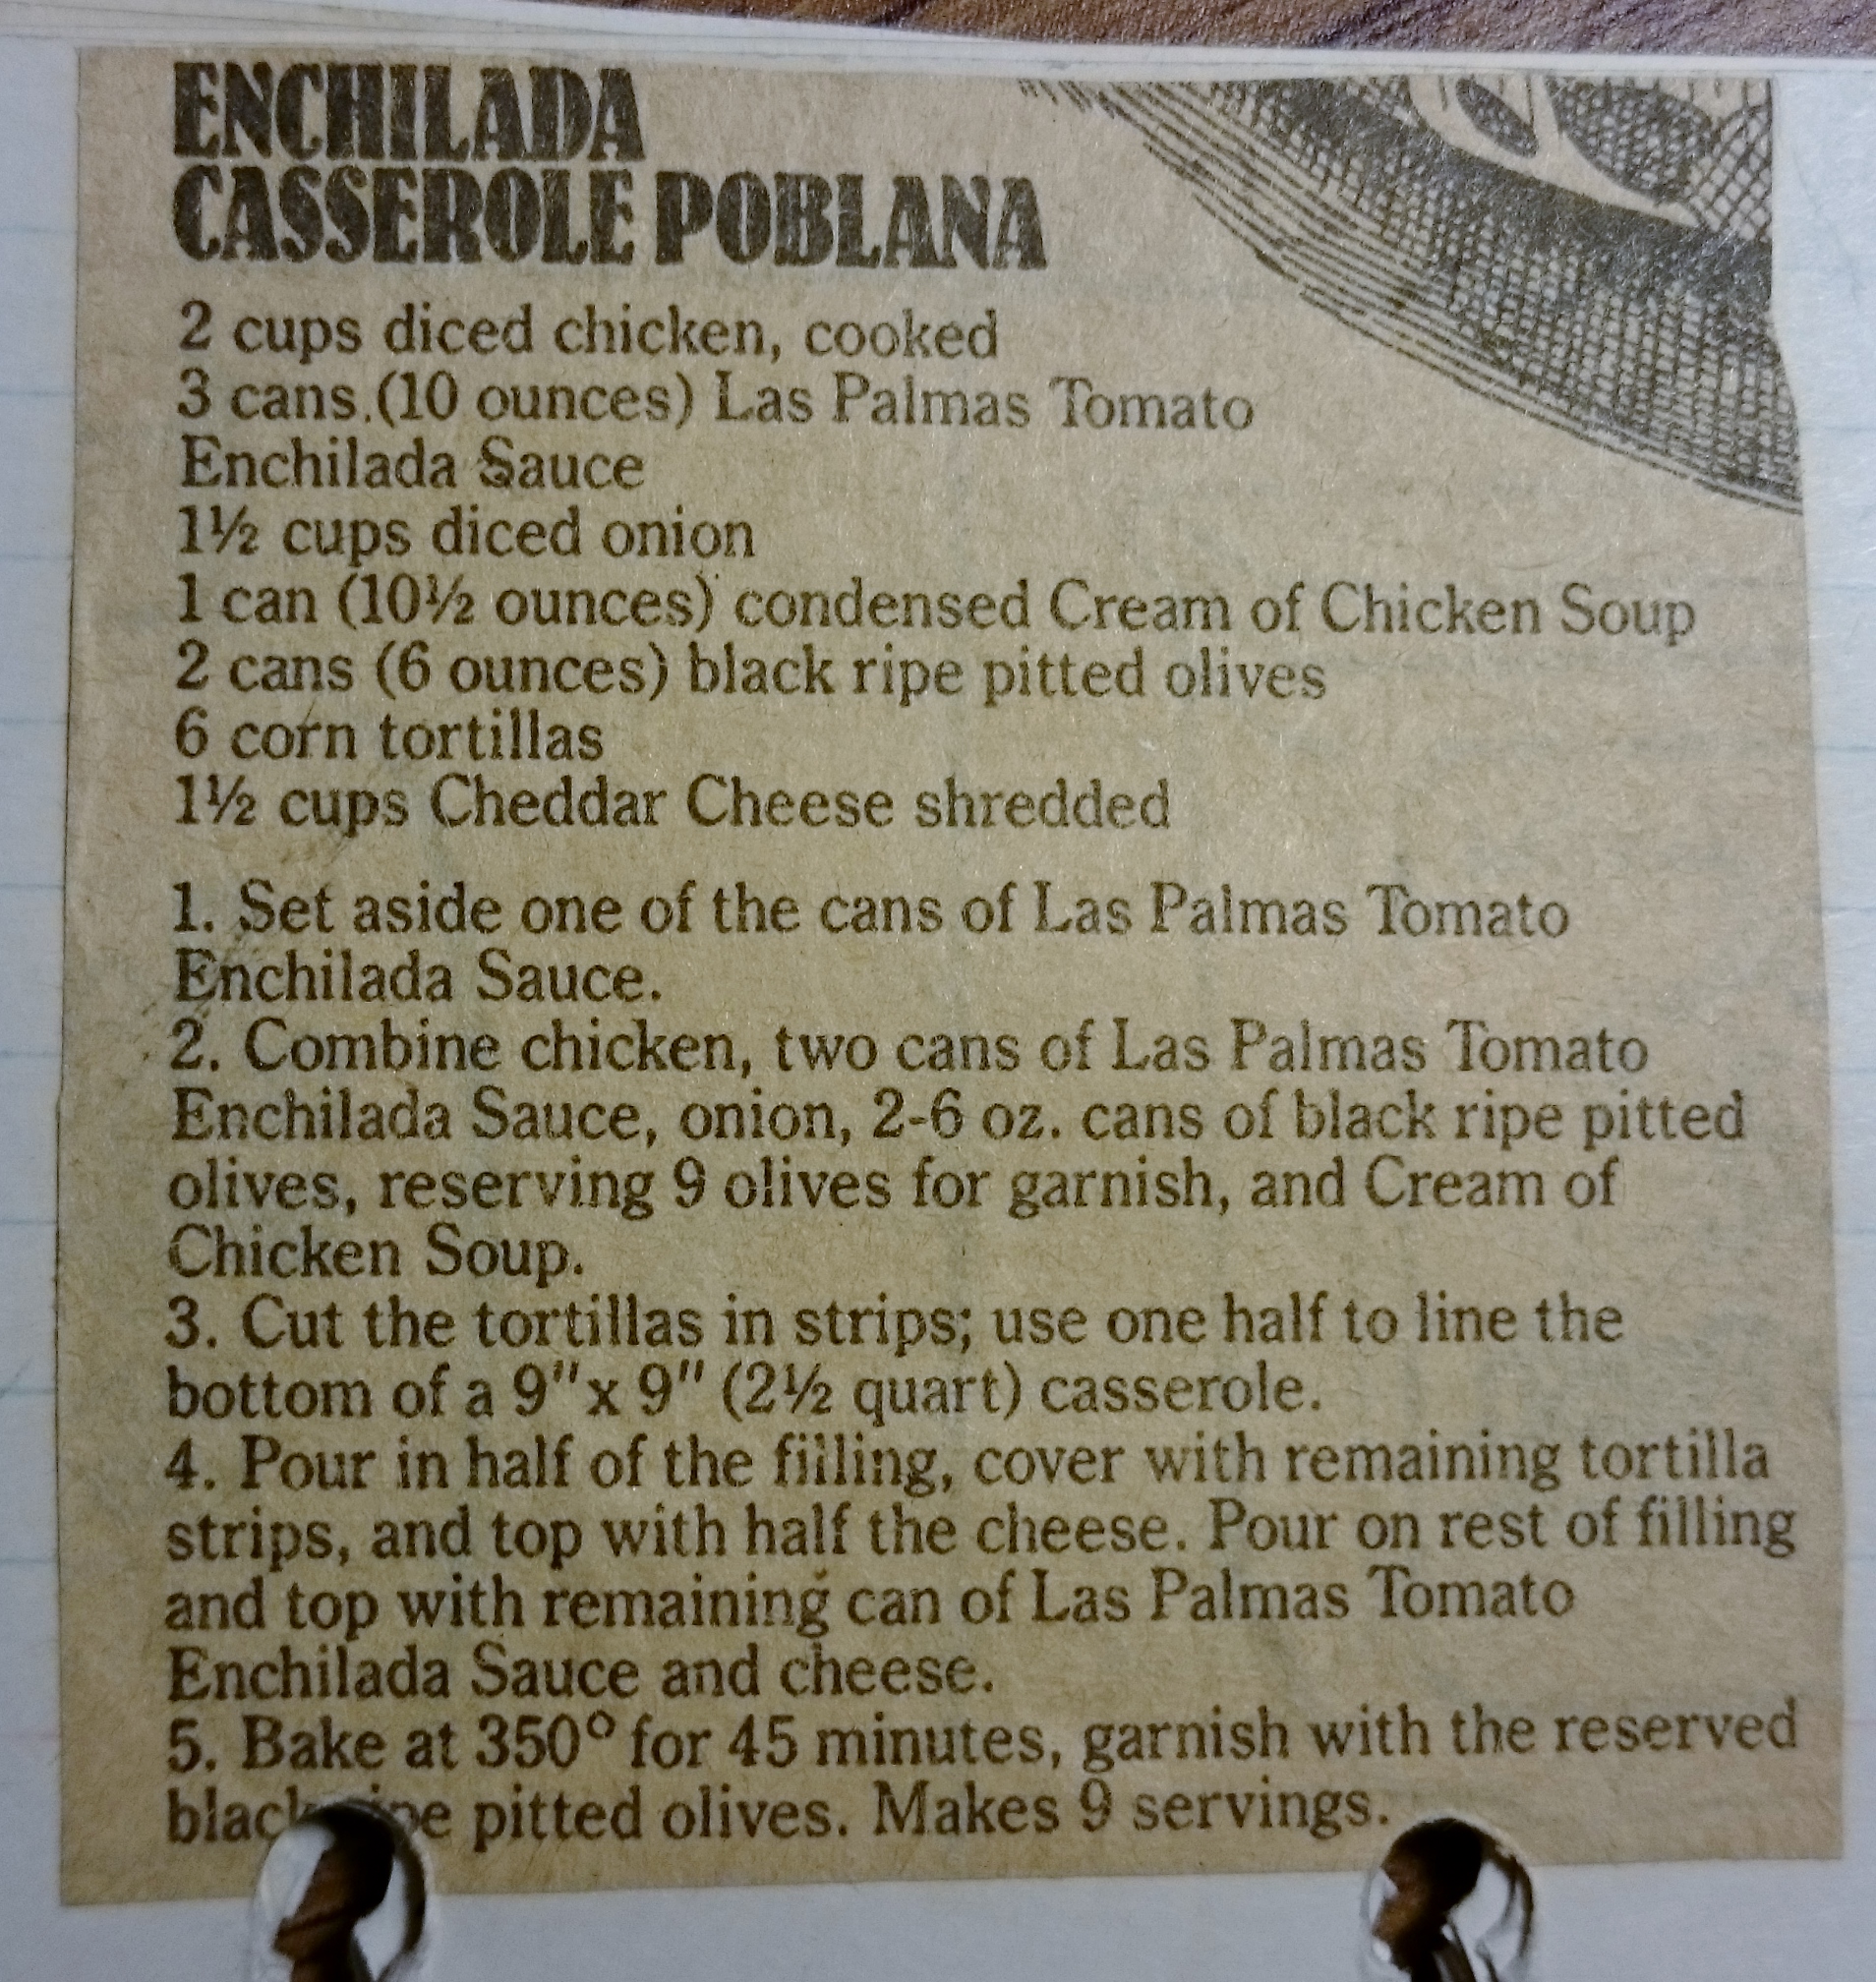 ENCHILADA
CASSEROLE POBLANA
2 cups diced chicken, cooked
3 cans (10 ounces) Las Palmas Tomato
Enchilada Sauce
1½ cups diced onion
1 can (10½ ounces) condensed Cream of Chicken Soup
2 cans (6 ounces) black ripe pitted olives
6 corn tortillas
1½ cups Cheddar Cheese shredded
1. Set aside one of the cans of Las Palmas Tomato
Enchilada Sauce.
2. Combine chicken, two cans of Las Palmas Tomato
Enchilada Sauce, onion, 2-6 oz. cans of black ripe pitted
olives, reserving 9 olives for garnish, and Cream of
Chicken Soup.
3. Cut the tortillas in strips; use one half to line the
bottom of a 9"x 9" (2½ quart) casserole.
4. Pour in half of the filling, cover with remaining tortilla
strips, and top with half the cheese. Pour on rest of filling
and top with remaining can of Las Palmas Tomato
Enchilada Sauce and cheese.
5. Bake at 350° for 45 minutes, garnish with the reserved
black ripe pitted olives. Makes 9 servings.